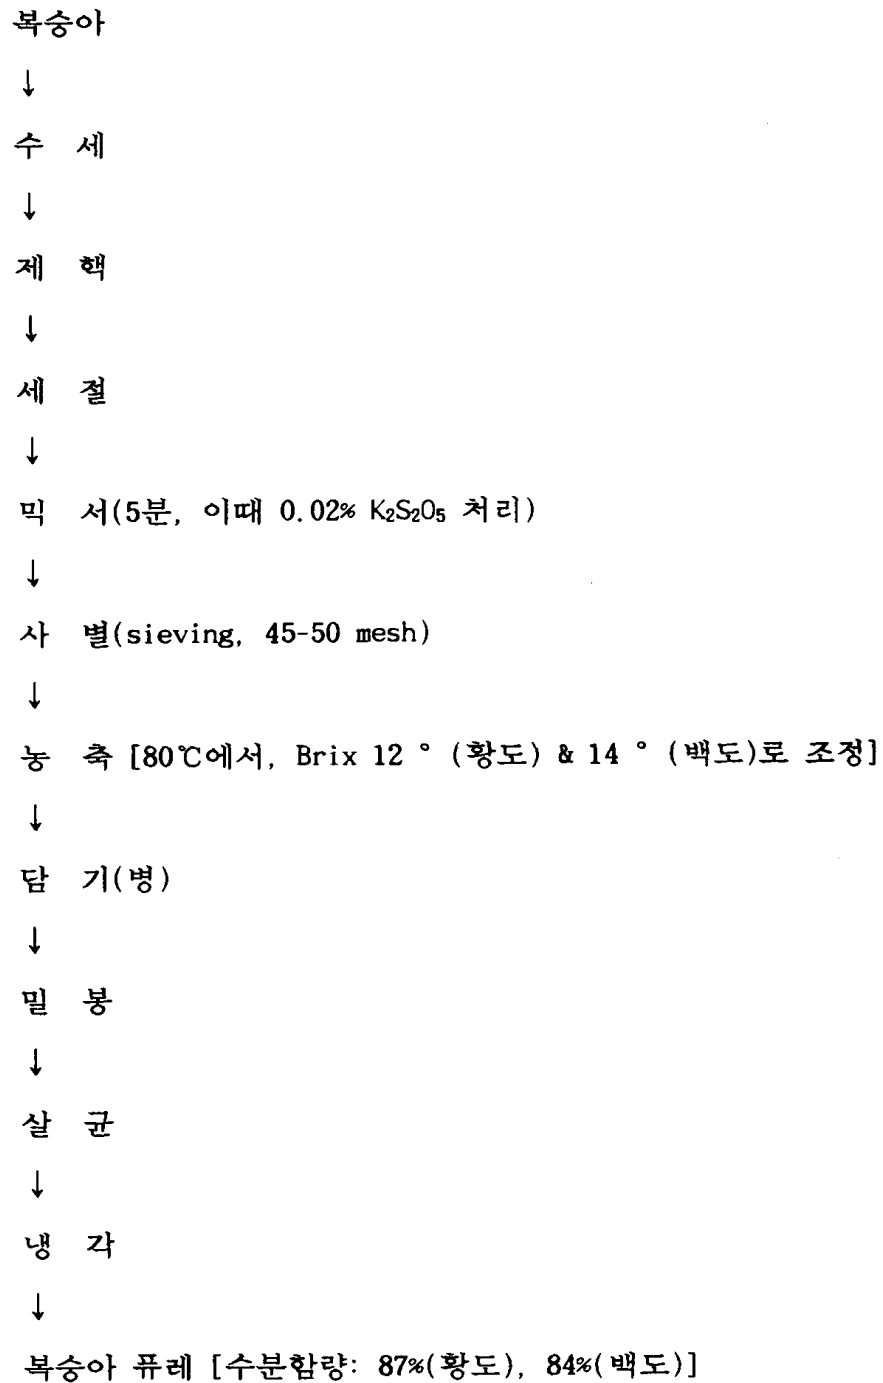 복숭아
↓
수 세
↓
제 핵
↓
세 절
↓
믹 서(5분, 이때 0.02% K₂S₂O₅ 처리)
↓
사 별(sieving, 45-50 mesh)
↓
농 축 [80℃에서, Brix 12 ° (황도) & 14 ° (백도)로 조정]
↓
담 기(병)
↓
밀 봉
↓
살 균
↓
냉 각
↓
복숭아 퓨레 [수분함량: 87%(황도), 84%(백도)]